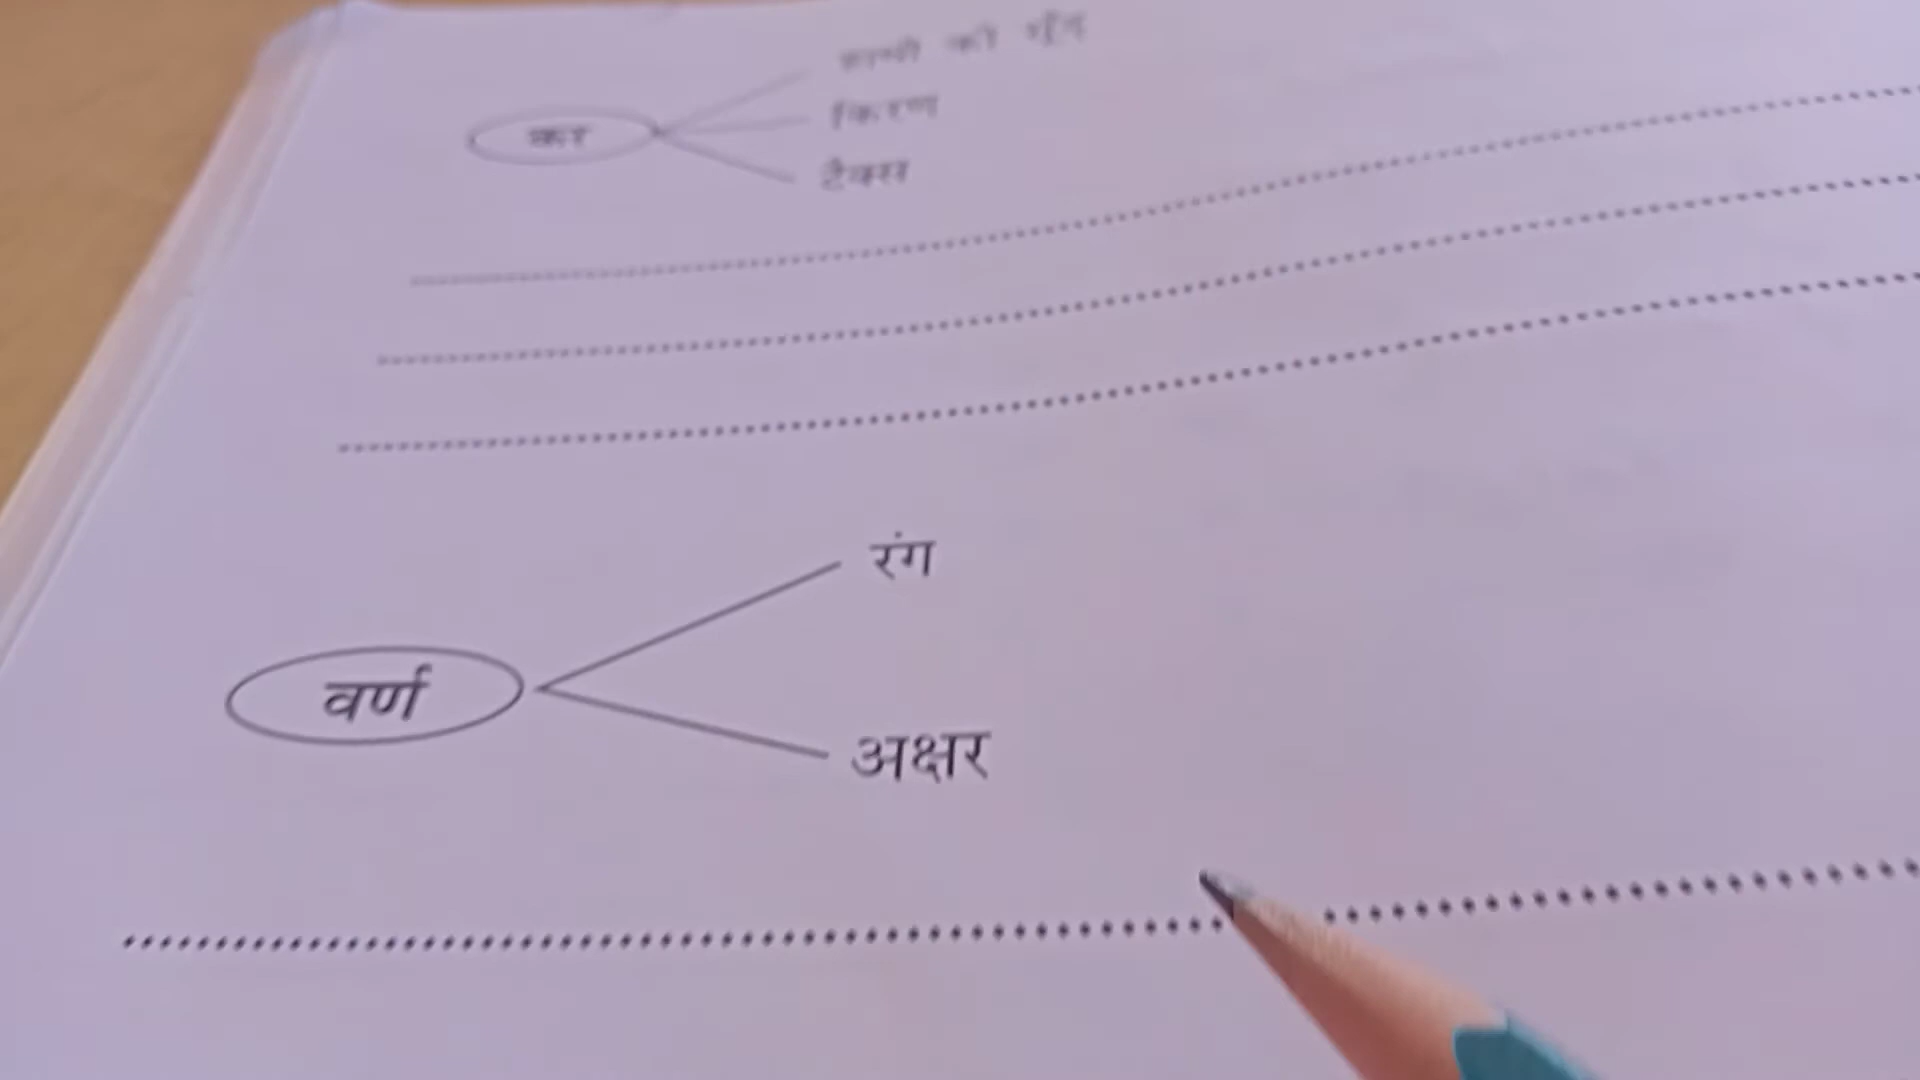 हाथी की सूँड
कर
किरण
टैक्स
रंग
वर्ण
अक्षर